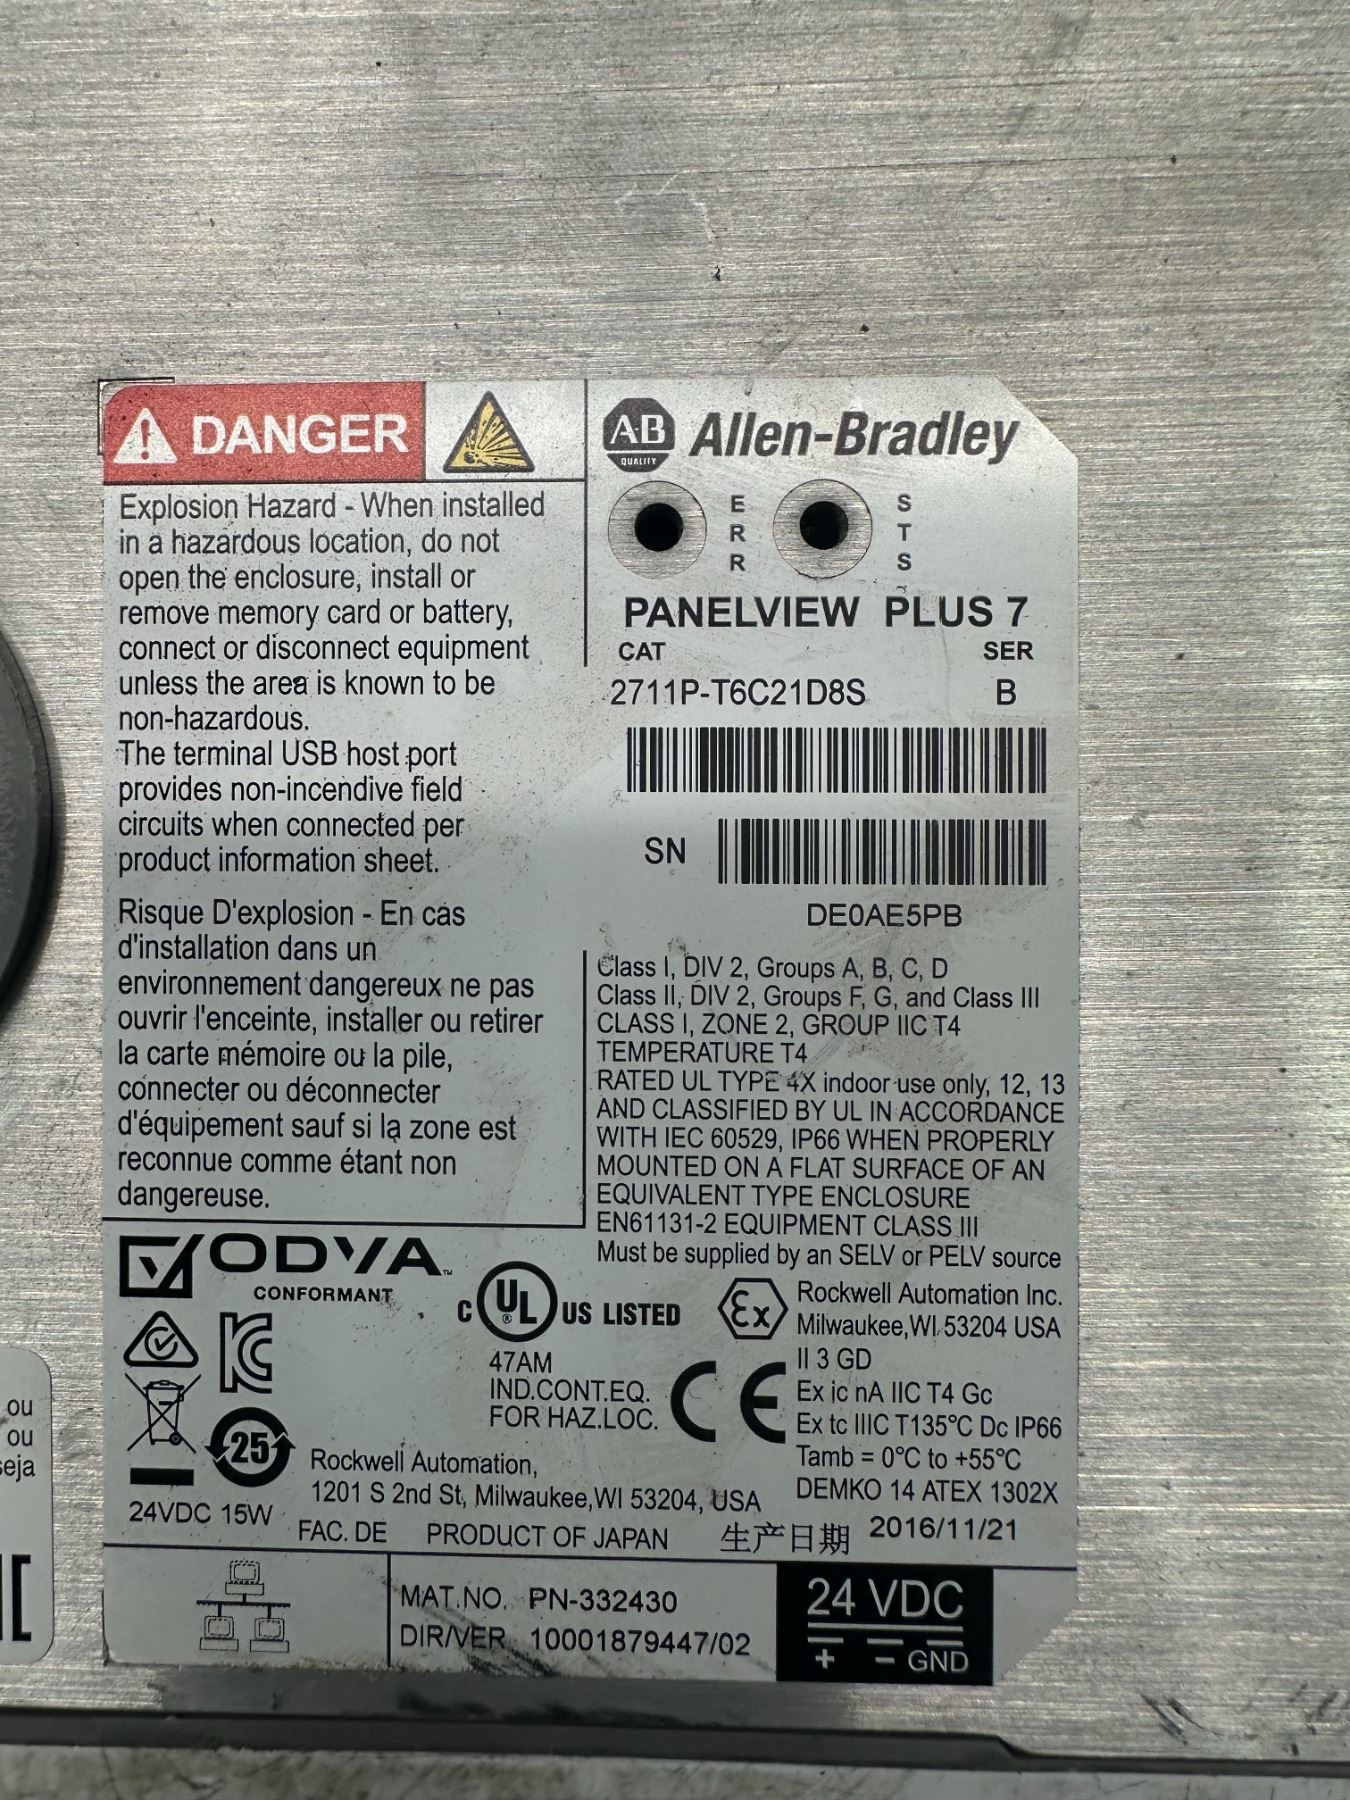 DANGER
Explosion Hazard - When installed
in a hazardous location, do not
open the enclosure, install or
remove memory card or battery,
connect or disconnect equipment
unless the area is known to be
non-hazardous.
The terminal USB host port
provides non-incendive field
circuits when connected per
product information sheet.
Risque D'explosion - En cas
d'installation dans un
environnement dangereux ne pas
ouvrir l'enceinte, installer ou retirer
la carte mémoire ou la pile,
connecter ou déconnecter
d'équipement sauf si la zone est
reconnue comme étant non
dangereuse.
A-B
QUALITY
Allen-Bradley
ERR
STS
PANELVIEW PLUS 7
CAT SER
2711P-T6C21D8S B
SN
DE0AE5PB
Class I, DIV 2, Groups A, B, C, D
Class II, DIV 2, Groups F, G, and Class III
CLASS I, ZONE 2, GROUP IIC T4
TEMPERATURE T4
RATED UL TYPE 4X indoor use only, 12, 13
AND CLASSIFIED BY UL IN ACCORDANCE
WITH IEC 60529, IP66 WHEN PROPERLY
MOUNTED ON A FLAT SURFACE OF AN
EQUIVALENT TYPE ENCLOSURE
EN61131-2 EQUIPMENT CLASS III
Must be supplied by an SELV or PELV source
ODVA™
CONFORMANT
C UL® US LISTED
47AM
IND.CONT.EQ.
FOR HAZ.LOC.
CE
Ex
Rockwell Automation Inc.
Milwaukee,WI 53204 USA
II 3 GD
Ex ic nA IIC T4 Gc
Ex tc IIIC T135°C Dc IP66
Tamb = 0°C to +55°C
DEMKO 14 ATEX 1302X
25
24VDC 15W
Rockwell Automation,
1201 S 2nd St, Milwaukee,WI 53204, USA
FAC. DE PRODUCT OF JAPAN 生产日期 2016/11/21
MAT.NO. PN-332430
DIR/VER 10001879447/02
24 VDC
+ - GND
ou
ou
seja